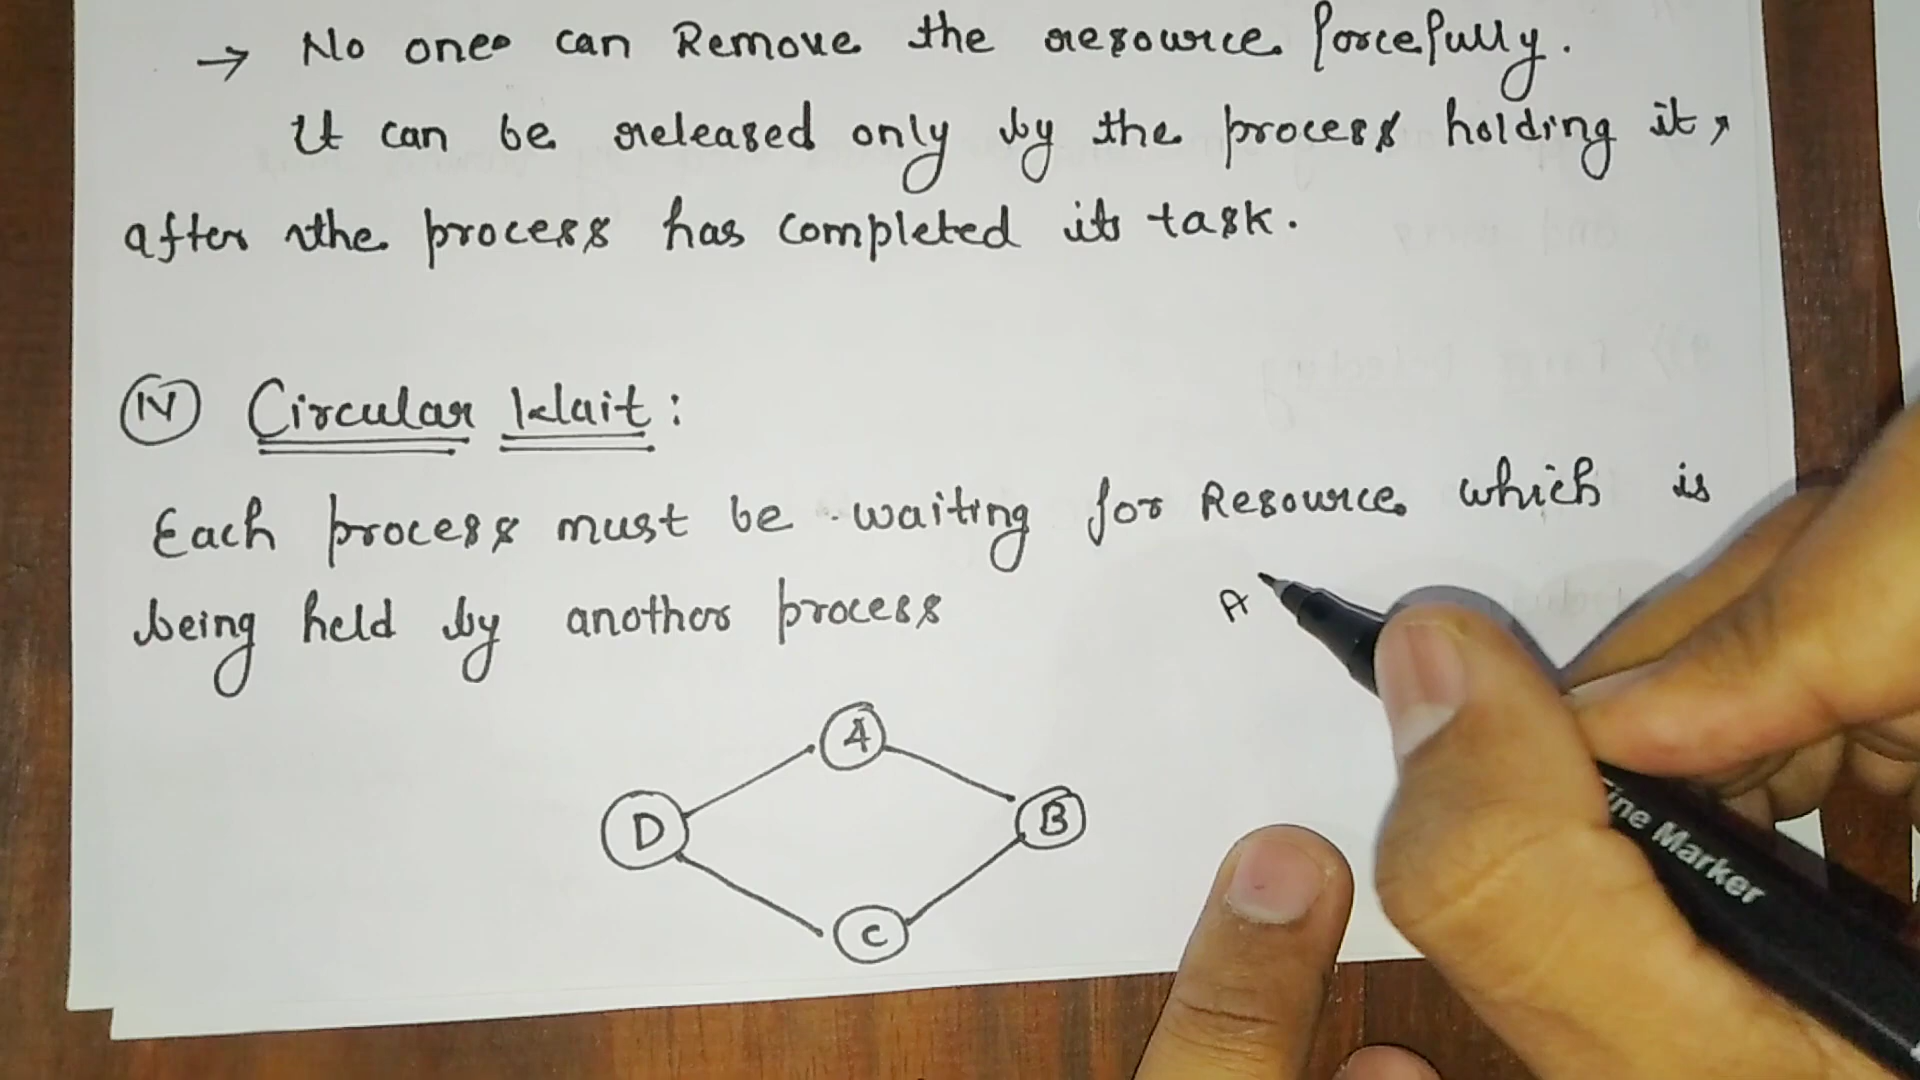 → No one can Remove the resource forcefully.
It can be released only by the process holding it,
after the process has completed its task.
IV Circular Wait:
Each process must be waiting for Resource which is
being held by another process
A
A
D
B
C
ine Marker